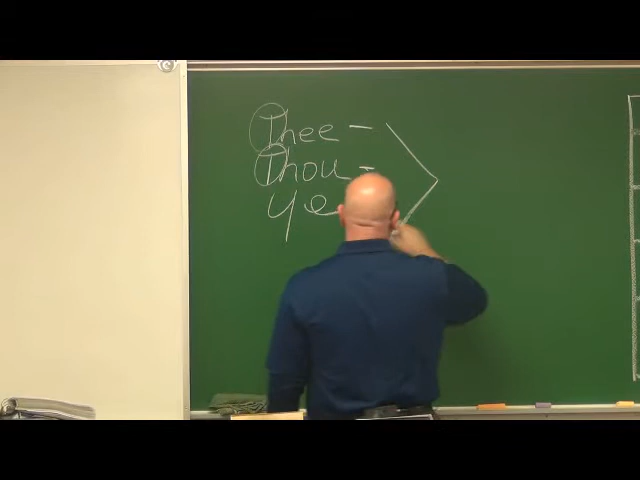 Thee –
Thou –
Ye